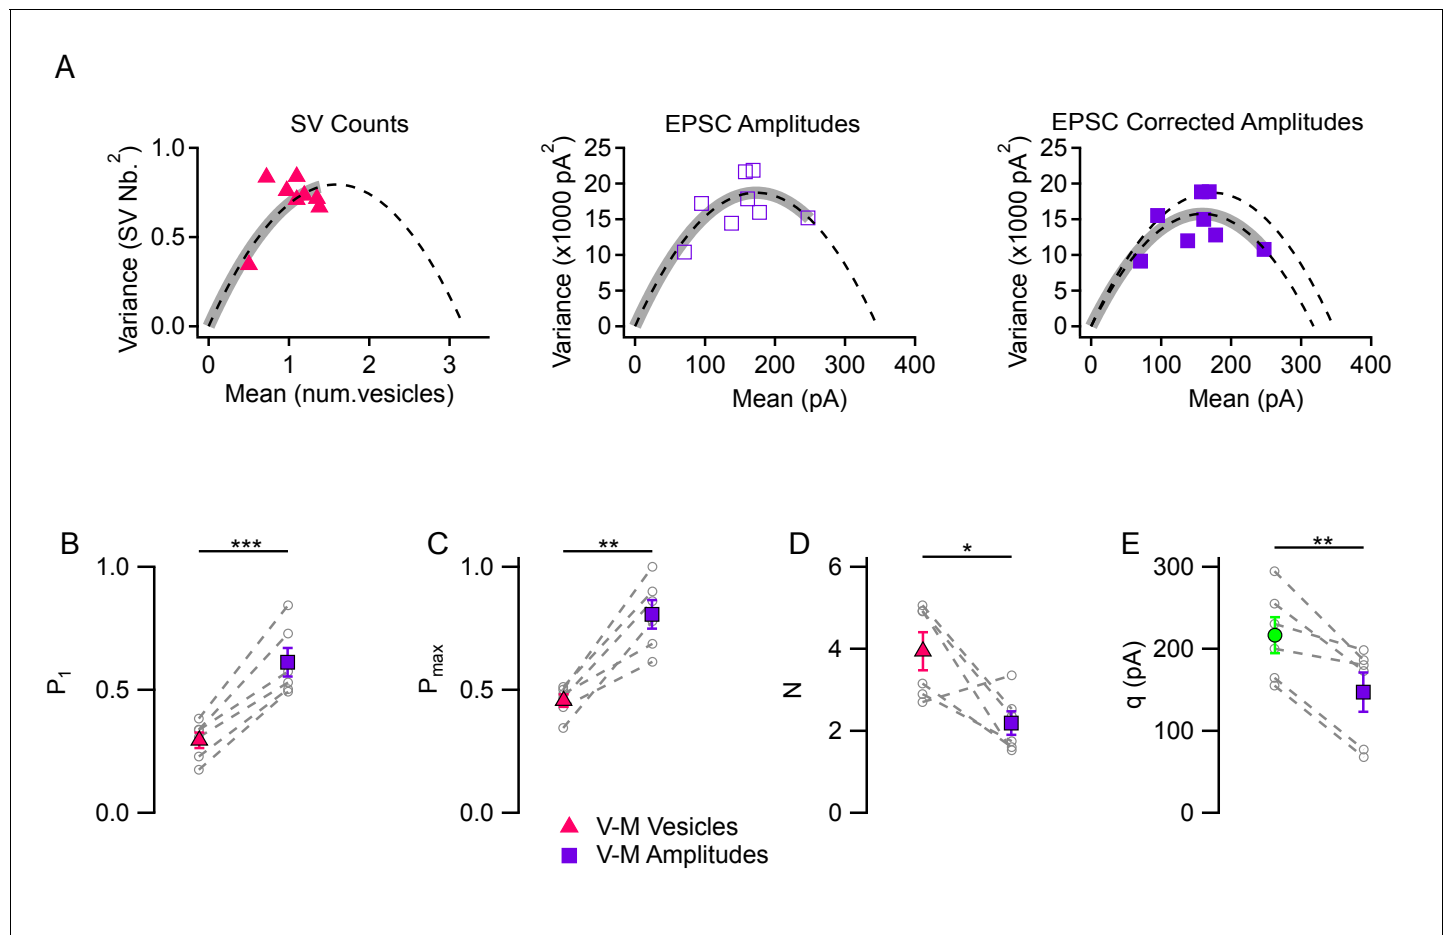 A
SV Counts
Variance (SV Nb.²)
1.0
0.5
0.0
0 1 2 3
Mean (num.vesicles)
EPSC Amplitudes
Variance (x1000 pA²)
25
20
15
10
5
0
0 100 200 300 400
Mean (pA)
EPSC Corrected Amplitudes
Variance (x1000 pA²)
25
20
15
10
5
0
0 100 200 300 400
Mean (pA)
B
***
P₁
1.0
0.5
0.0
C
**
Pmax
1.0
0.5
0.0
D
*
N
6
4
2
0
E
**
q (pA)
300
200
100
0
V-M Vesicles
V-M Amplitudes